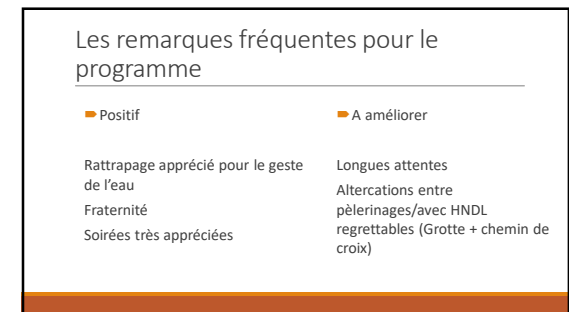 Les remarques fréquentes pour le
programme
Positif
Rattrapage apprécié pour le geste
de l'eau
Fraternité
Soirées très appréciées
A améliorer
Longues attentes
Altercations entre
pèlerinages/avec HNDL
regrettables (Grotte + chemin de
croix)